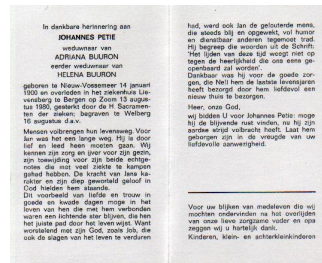 In dankbare herinnering aan
JOHANNES PETIE
weduwnaar van
ADRIANA BUURON
eerder weduwnaar van
HELENA BUURON
geboren te Nieuw-Vossemeer 14 januari
1900 en overleden in het ziekenhuis Lie-
vensberg te Bergen op Zoom 13 augus-
tus 1980, gesterkt door de H. Sacramen-
ten der zieken; begraven te Welberg
16 augustus d.a.v.
Mensen volbrengen hun levensweg. Voor
Jan was het een lange weg. Hij is door
lief en leed heen moeten gaan. Wij
kennen zijn zorg en ijver voor zijn gezin,
zijn toewijding voor zijn beide echtge-
notes die met veel ziekte te kampen
gehad hebben. De kracht van Jans ka-
rakter en zijn diep geworteld geloof in
God hielden hem staande.
Dit voorbeeld van liefde en trouw in
goede en kwade dagen moge in het
leven van hen die met hem verbonden
waren een lichtende ster blijven, die hen
het juiste pad door het leven wijst. Want
worstelend met zijn God, zoals Job, die
ook de slagen van het leven te verduren
had, werd ook Jan de gelouterde mens,
die steeds blij en opgewekt, vol humor
en dienstbaar anderen tegemoet trad.
Hij begreep die woorden uit de Schrift:
'Het lijden van deze tijd weegt niet op
tegen de heerlijkheid die ons eens ge-
openbaard zal worden'.
Dankbaar was hij voor de goede zor-
gen, die Nell hem de laatste levensjaren
heeft bezorgd door hem liefdevol een
nieuw thuis te bezorgen.
Heer, onze God,
wij bidden U voor Johannes Petie: moge
hij de blijvende rust vinden, nu hij zijn
aardse strijd volbracht heeft. Laat hem
geborgen zijn in de vreugde van uw
liefdevolle aanwezigheid.
Voor uw blijken van medeleven die wij
mochten ondervinden na het overlijden
van onze lieve zorgzame vader en opa
zeggen wij u hartelijk dank.
Kinderen, klein- en achterkleinkinderen